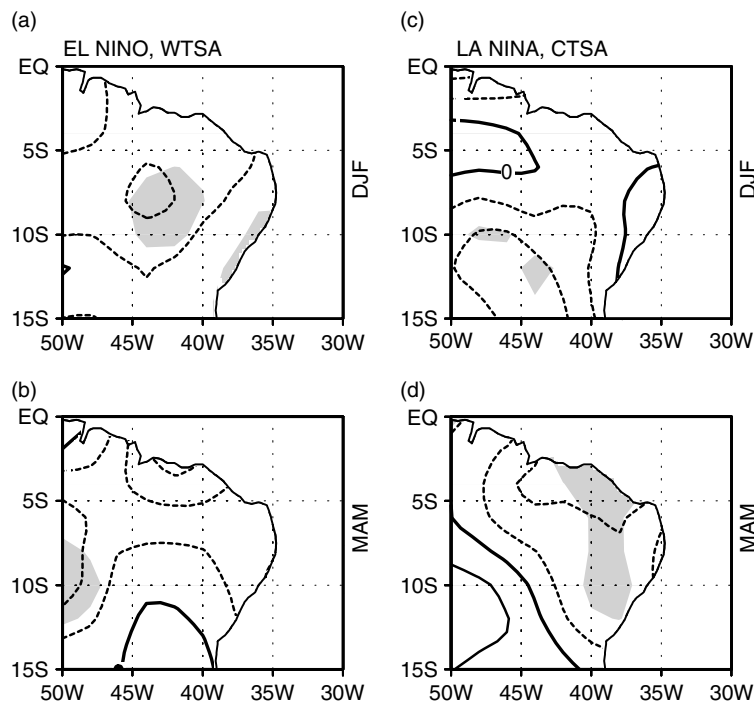 (a)
EL NINO, WTSA
EQ
5S
10S
15S
50W 45W 40W 35W 30W
DJF
(c)
LA NINA, CTSA
EQ
5S
10S
15S
0
50W 45W 40W 35W 30W
DJF
(b)
EQ
5S
10S
15S
50W 45W 40W 35W 30W
MAM
(d)
EQ
5S
10S
15S
50W 45W 40W 35W 30W
MAM